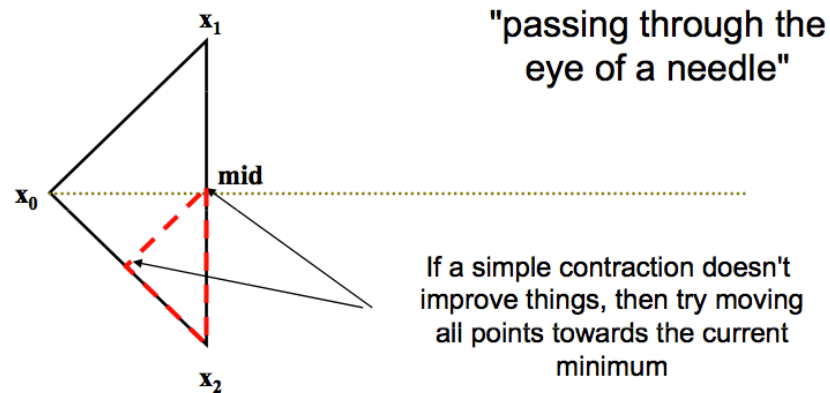 x1
"passing through the
eye of a needle"
mid
x0
If a simple contraction doesn't
improve things, then try moving
all points towards the current
minimum
x2